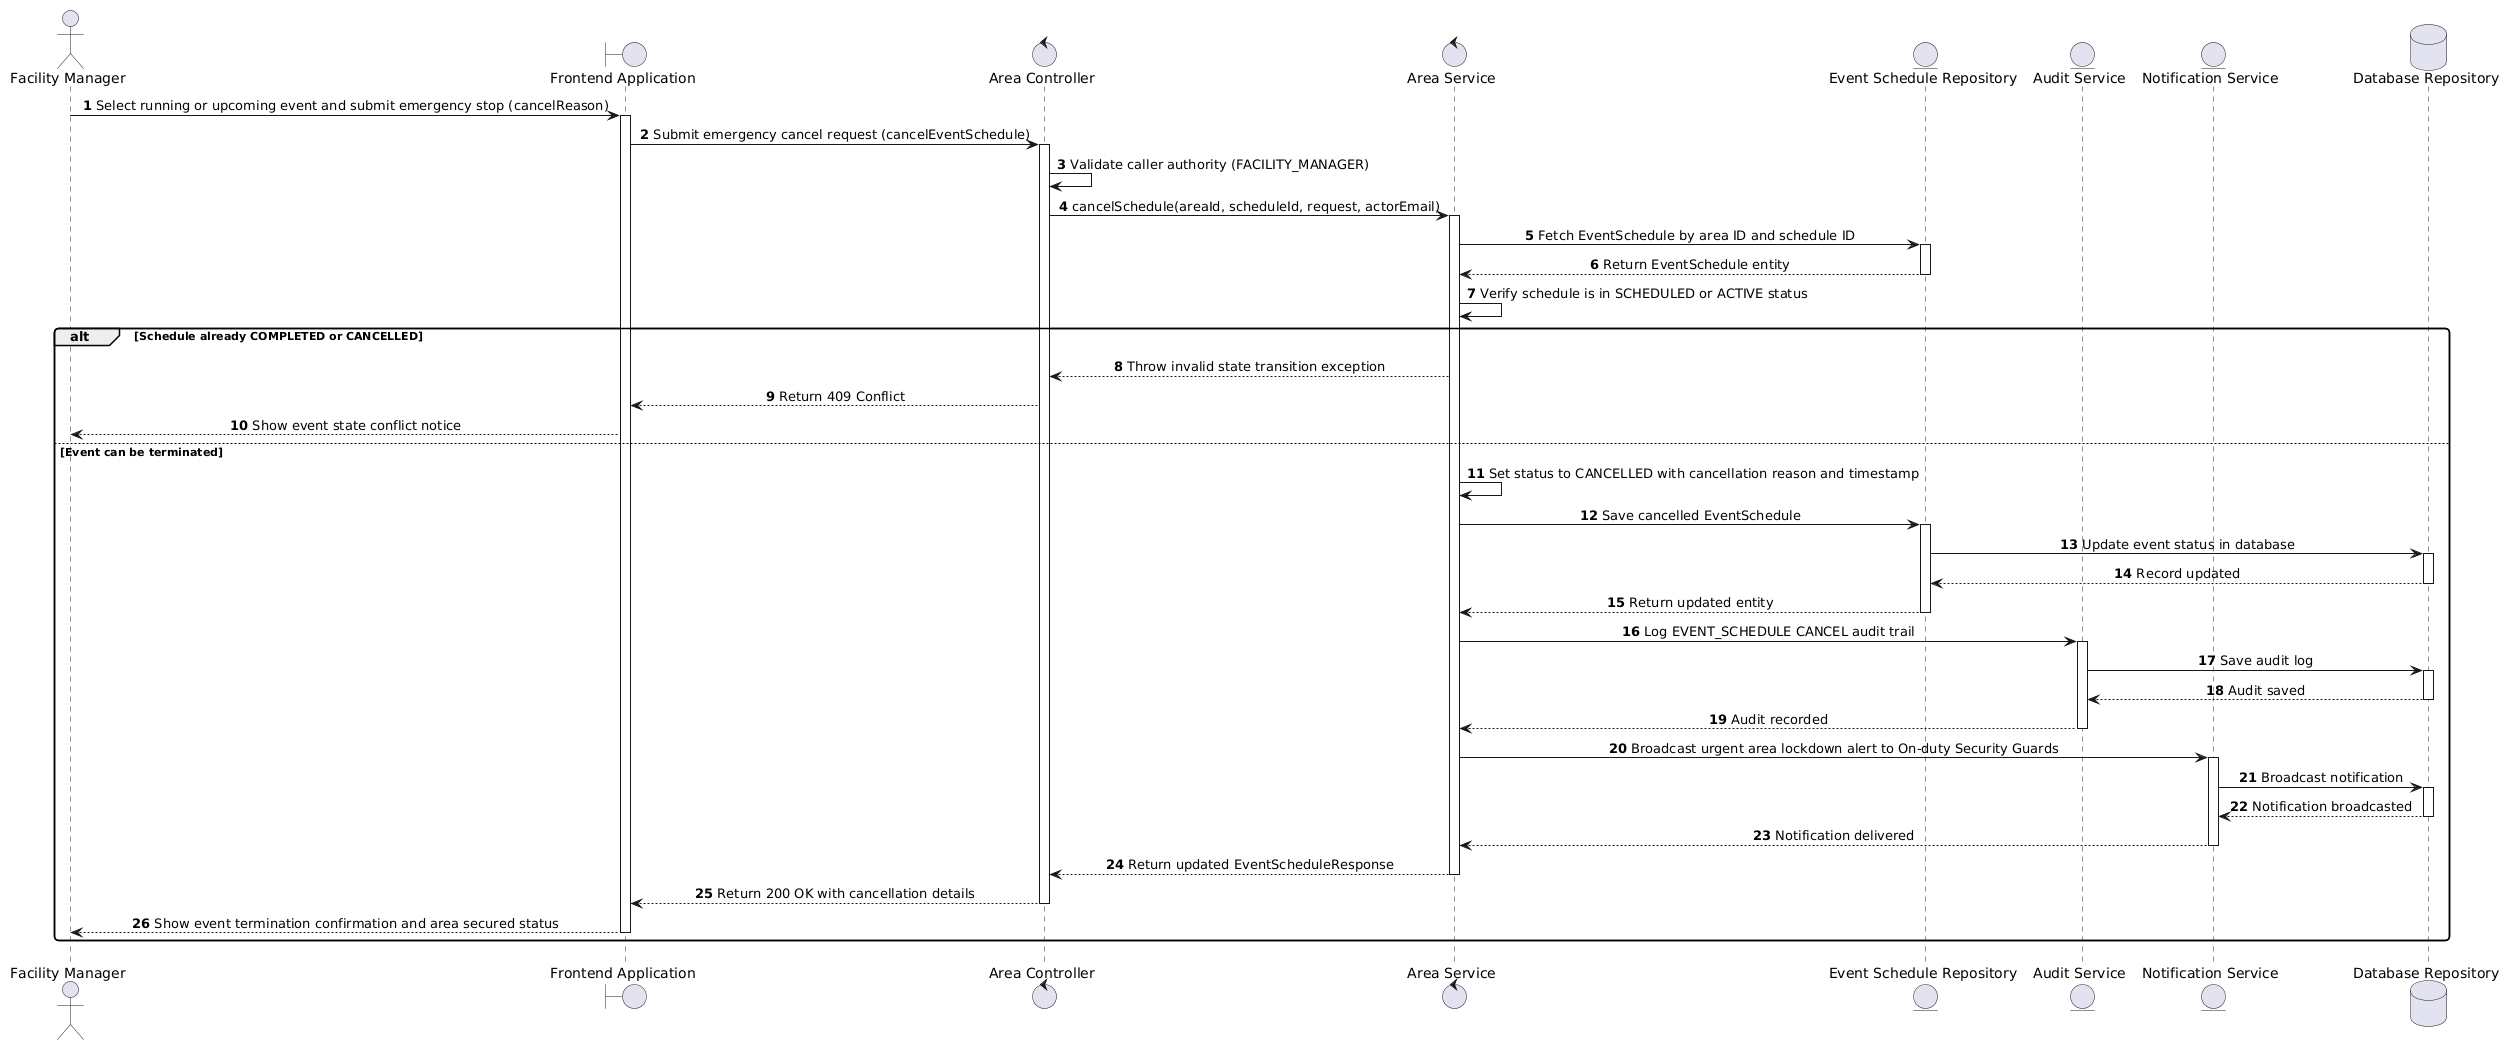 Facility Manager
Frontend Application
Area Controller
Area Service
Event Schedule Repository
Audit Service
Notification Service
Database Repository
1 Select running or upcoming event and submit emergency stop (cancelReason)
2 Submit emergency cancel request (cancelEventSchedule)
3 Validate caller authority (FACILITY_MANAGER)
4 cancelSchedule(areaId, scheduleId, request, actorEmail)
5 Fetch EventSchedule by area ID and schedule ID
6 Return EventSchedule entity
7 Verify schedule is in SCHEDULED or ACTIVE status
alt [Schedule already COMPLETED or CANCELLED]
8 Throw invalid state transition exception
9 Return 409 Conflict
10 Show event state conflict notice
[Event can be terminated]
11 Set status to CANCELLED with cancellation reason and timestamp
12 Save cancelled EventSchedule
13 Update event status in database
14 Record updated
15 Return updated entity
16 Log EVENT_SCHEDULE CANCEL audit trail
17 Save audit log
18 Audit saved
19 Audit recorded
20 Broadcast urgent area lockdown alert to On-duty Security Guards
21 Broadcast notification
22 Notification broadcasted
23 Notification delivered
24 Return updated EventScheduleResponse
25 Return 200 OK with cancellation details
26 Show event termination confirmation and area secured status
Facility Manager
Frontend Application
Area Controller
Area Service
Event Schedule Repository
Audit Service
Notification Service
Database Repository